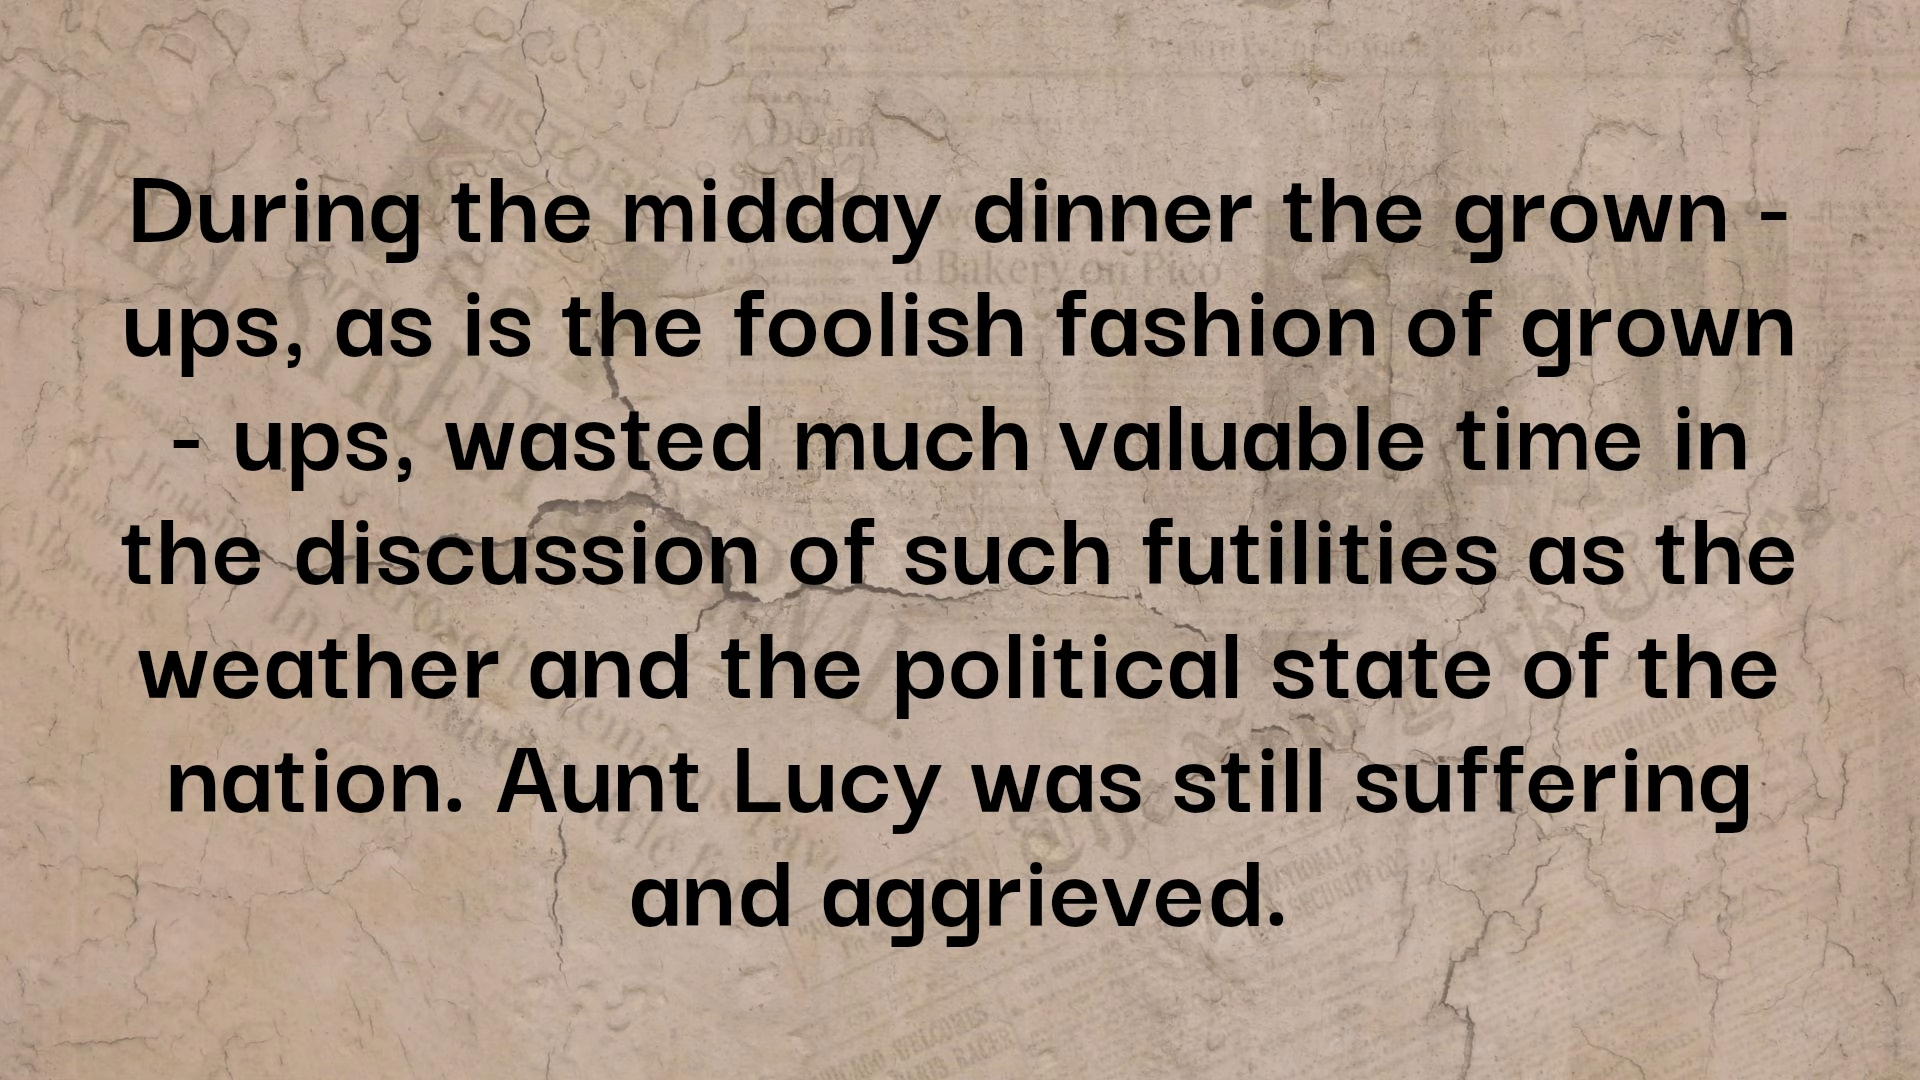 During the midday dinner the grown -
ups, as is the foolish fashion of grown
- ups, wasted much valuable time in
the discussion of such futilities as the
weather and the political state of the
nation. Aunt Lucy was still suffering
and aggrieved.